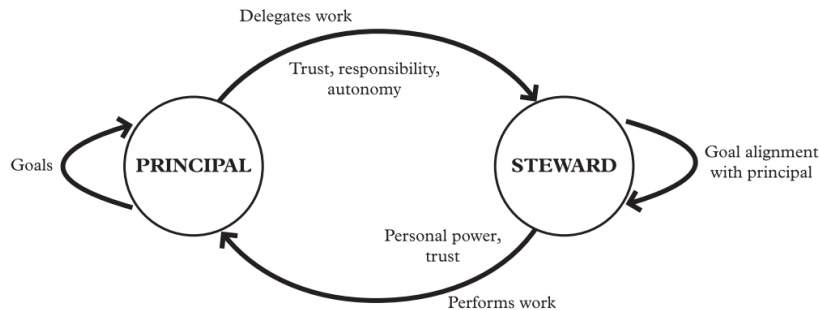 Delegates work
Trust, responsibility,
autonomy
Goals
PRINCIPAL
STEWARD
Goal alignment
with principal
Personal power,
trust
Performs work